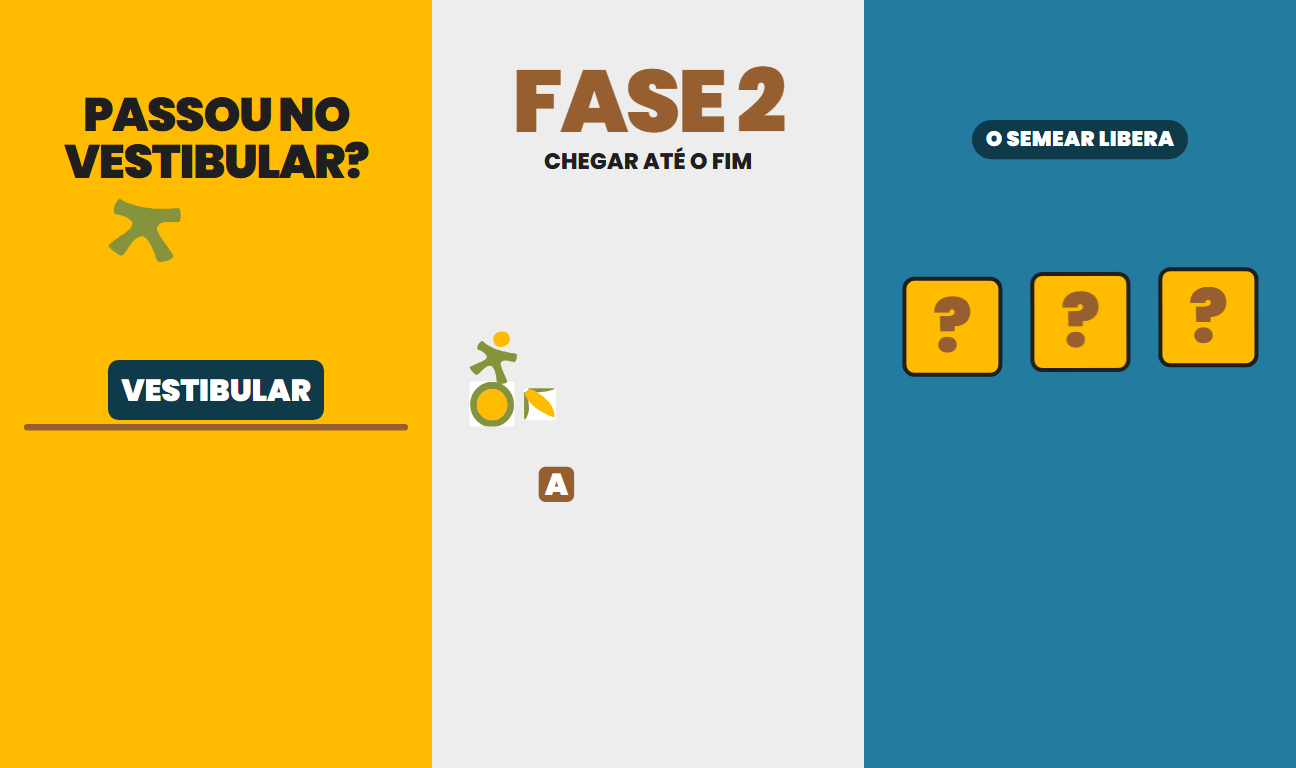 PASSOU NO
VESTIBULAR?
VESTIBULAR
FASE 2
CHEGAR ATÉ O FIM
A
O SEMEAR LIBERA
? ? ?